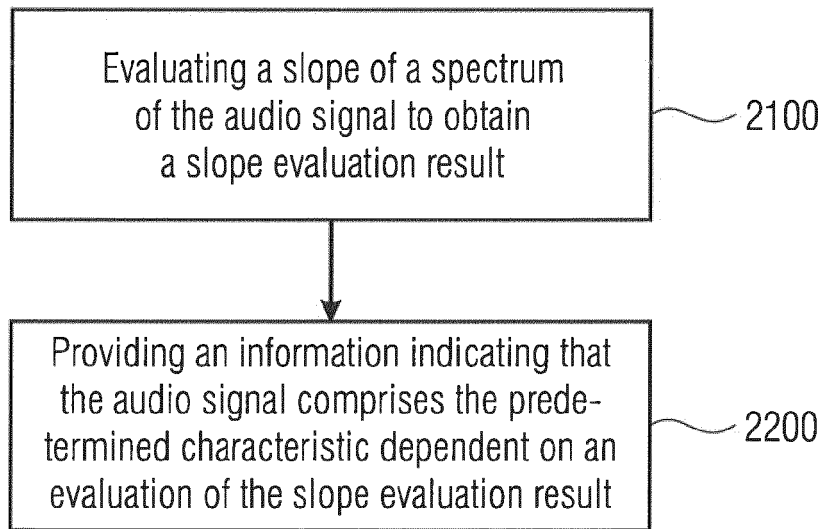 Evaluating a slope of a spectrum
of the audio signal to obtain
a slope evaluation result
2100
Providing an information indicating that
the audio signal comprises the prede-
termined characteristic dependent on an
evaluation of the slope evaluation result
2200